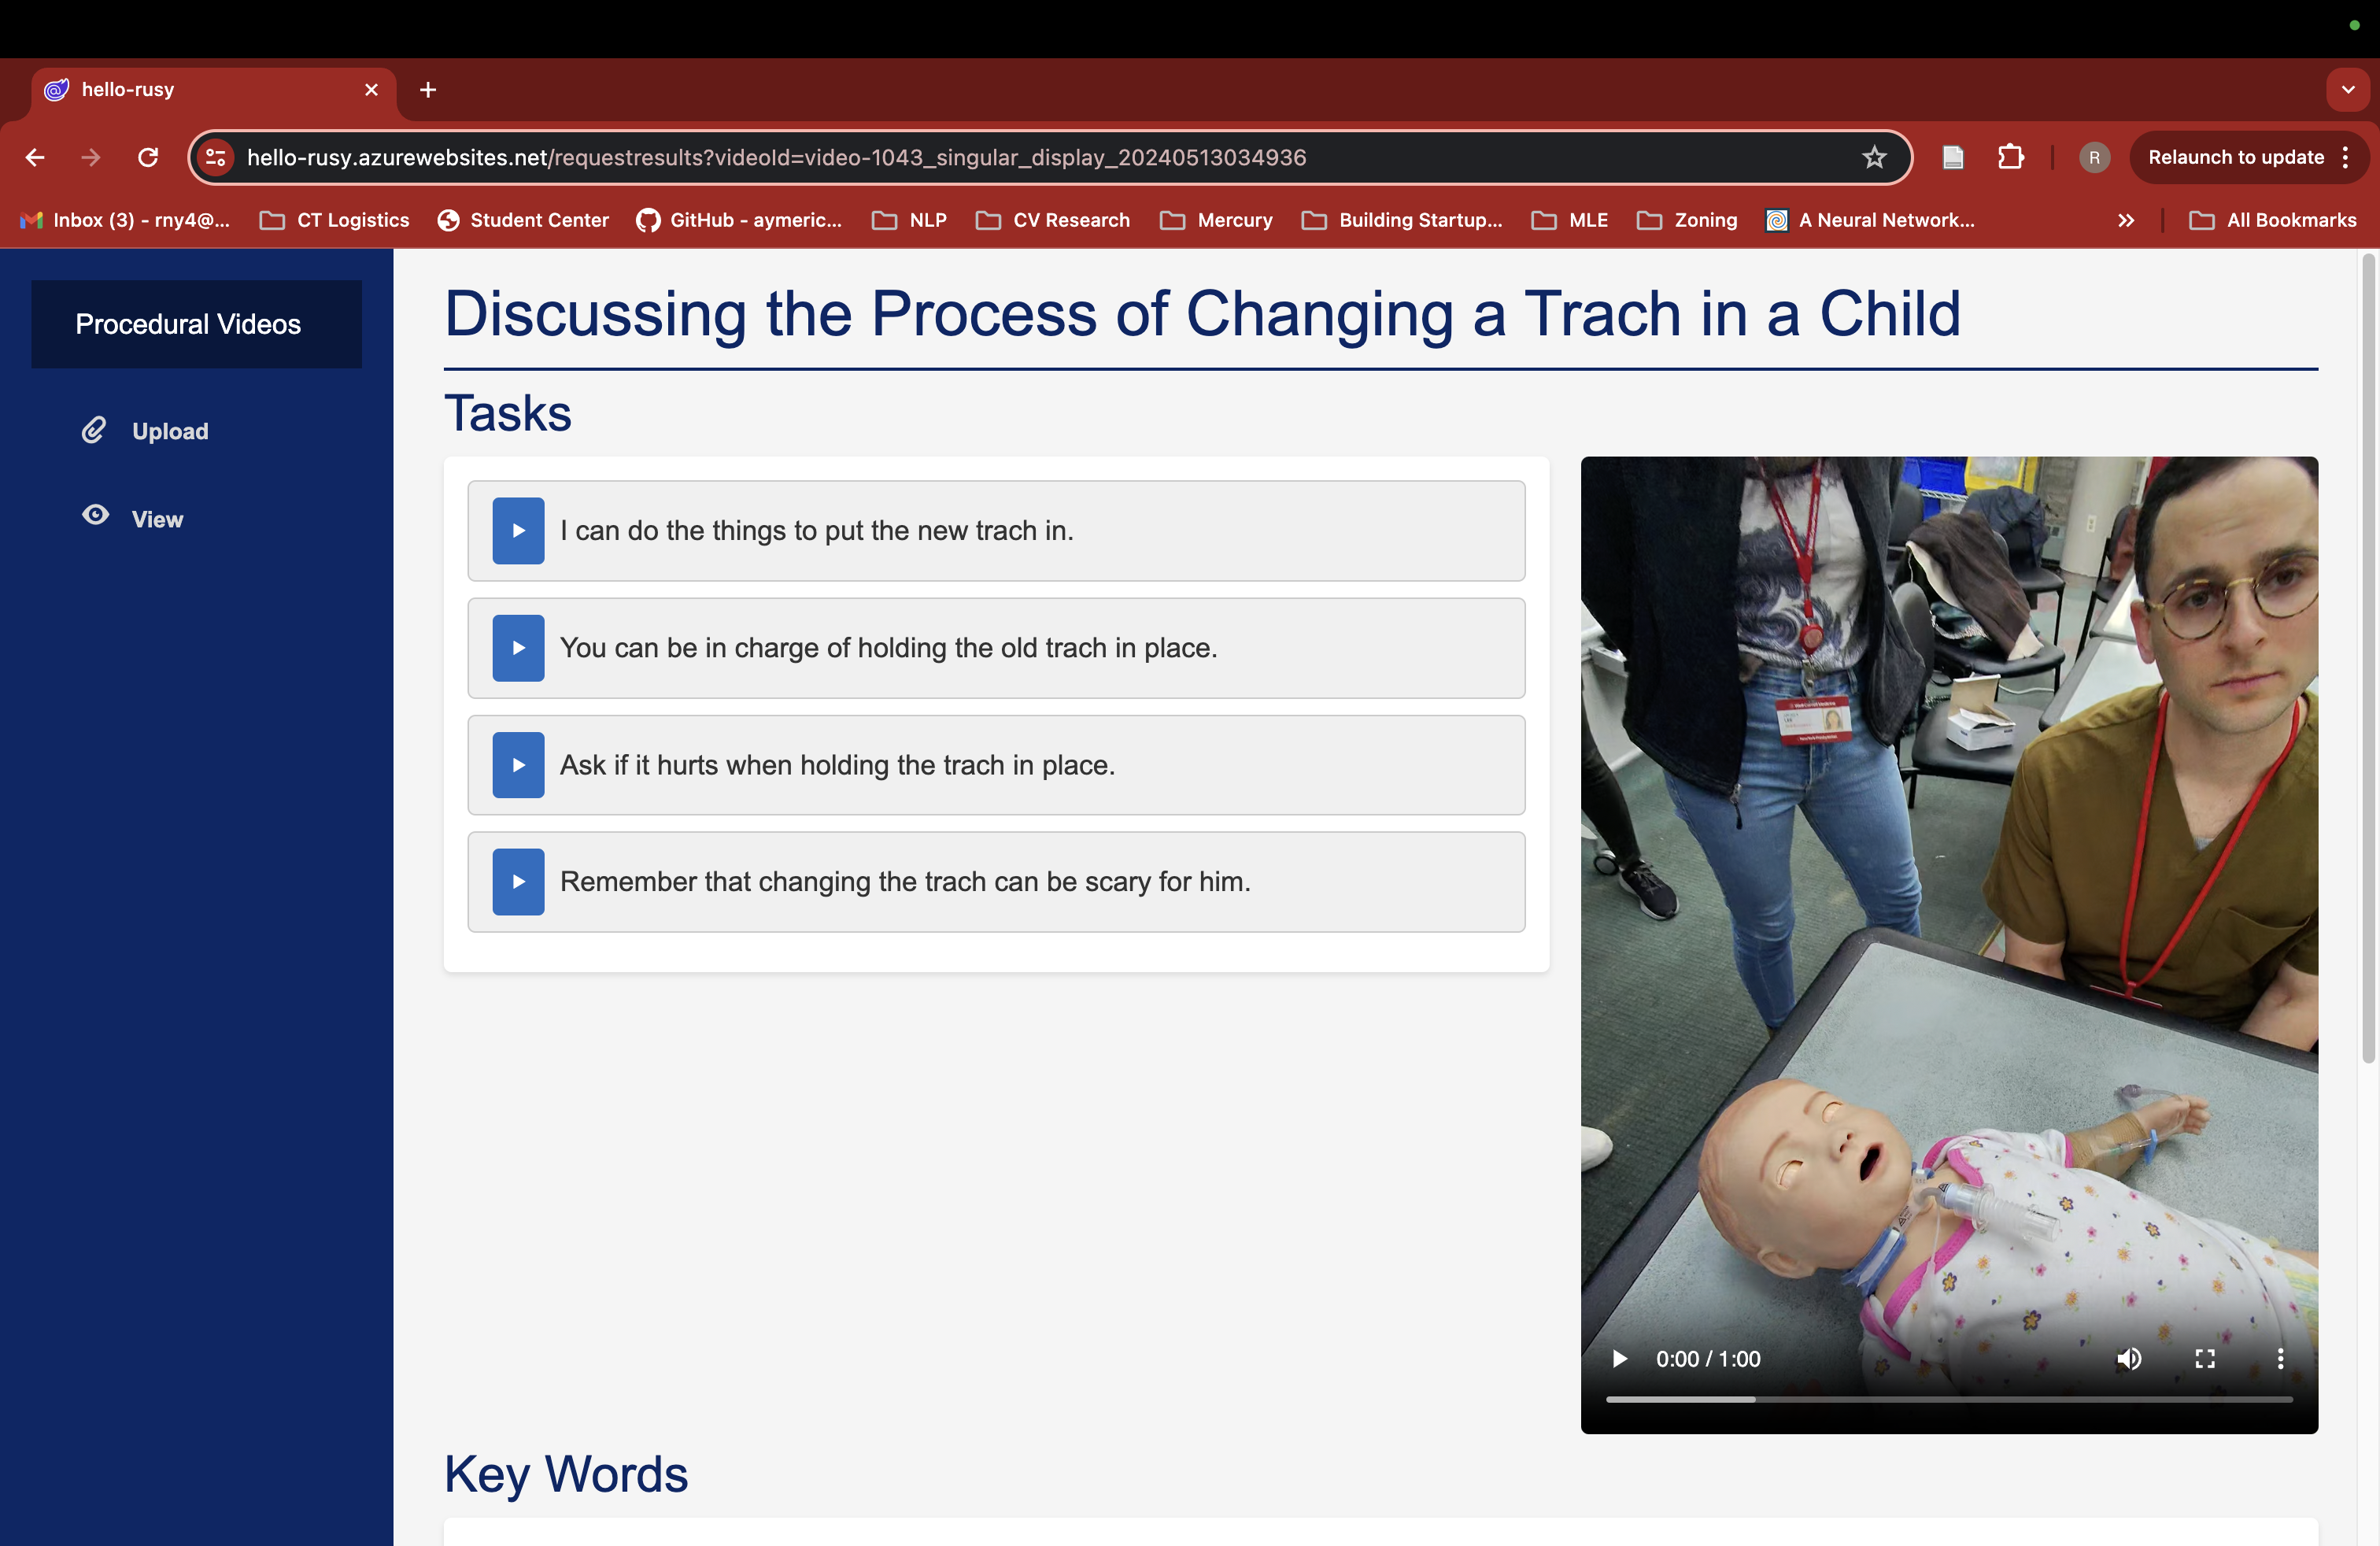 hello-rusy
hello-rusy.azurewebsites.net/requestresults?videoId=video-1043_singular_display_20240513034936
R
Relaunch to update
Inbox (3) - rny4@...
CT Logistics
Student Center
GitHub - aymeric...
NLP
CV Research
Mercury
Building Startup...
MLE
Zoning
A Neural Network...
All Bookmarks
Procedural Videos
Upload
View
Discussing the Process of Changing a Trach in a Child
Tasks
I can do the things to put the new trach in.
You can be in charge of holding the old trach in place.
Ask if it hurts when holding the trach in place.
Remember that changing the trach can be scary for him.
0:00 / 1:00
Key Words